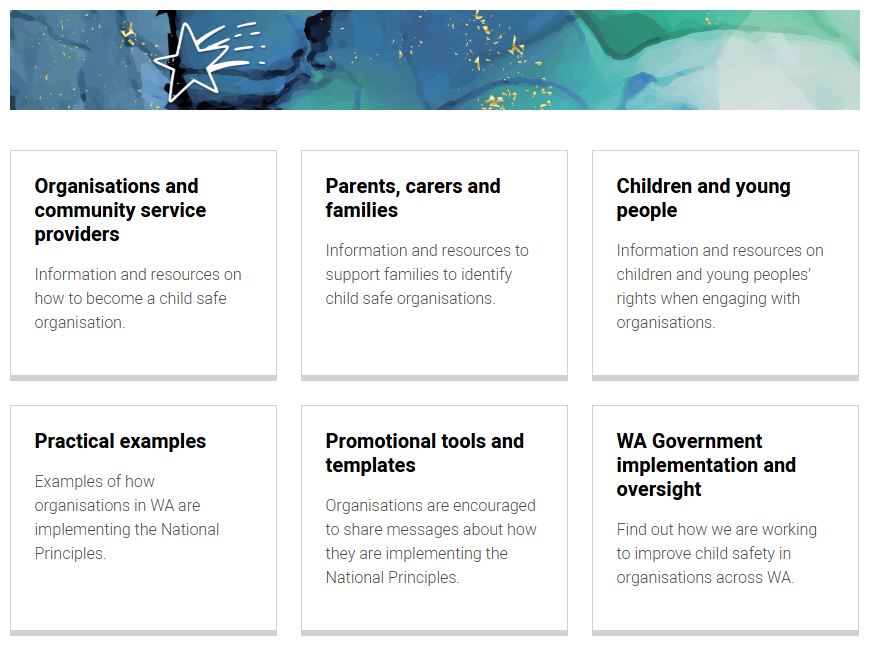 Organisations and
community service
providers
Information and resources on
how to become a child safe
organisation.
Parents, carers and
families
Information and resources to
support families to identify
child safe organisations.
Children and young
people
Information and resources on
children and young peoples’
rights when engaging with
organisations.
Practical examples
Examples of how
organisations in WA are
implementing the National
Principles.
Promotional tools and
templates
Organisations are encouraged
to share messages about how
they are implementing the
National Principles.
WA Government
implementation and
oversight
Find out how we are working
to improve child safety in
organisations across WA.